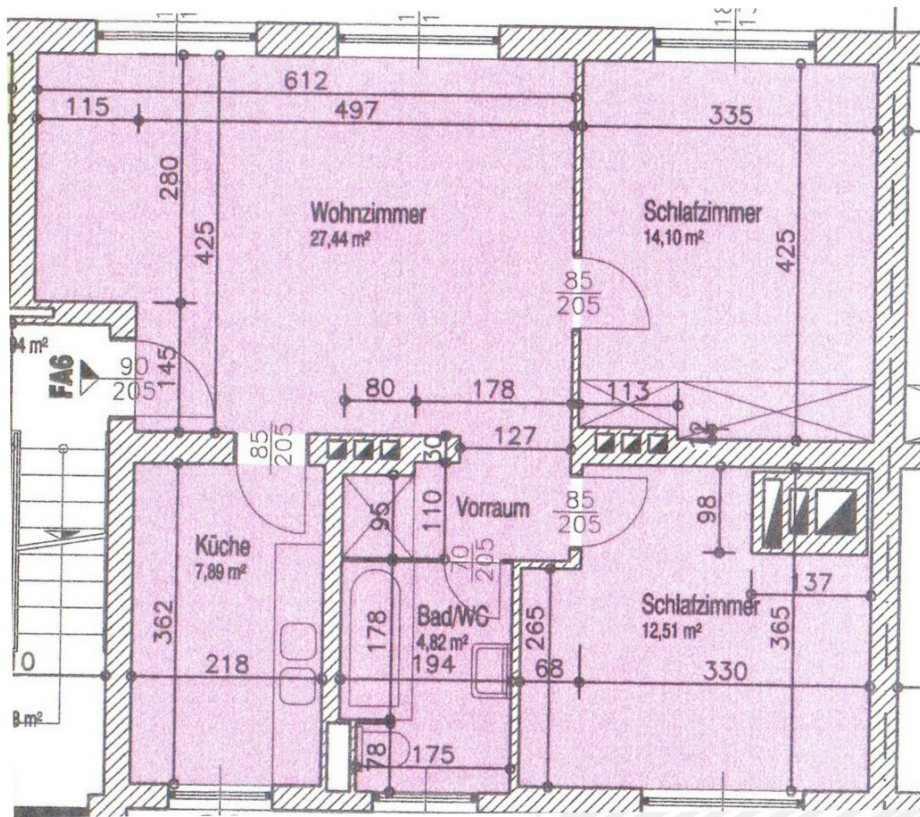 612
115
497
335
280
425
Wohnzimmer
27,44 m²
Schlafzimmer
14,10 m²
425
85
205
94 m²
FA6
90
205
145
80
178
113
127
30
85
205
95
110
Vorraum
85
205
98
Küche
7,89 m²
70
205
137
362
178
Bad/WC
4,82 m²
265
Schlafzimmer
12,51 m²
365
218
194
68
330
78
175